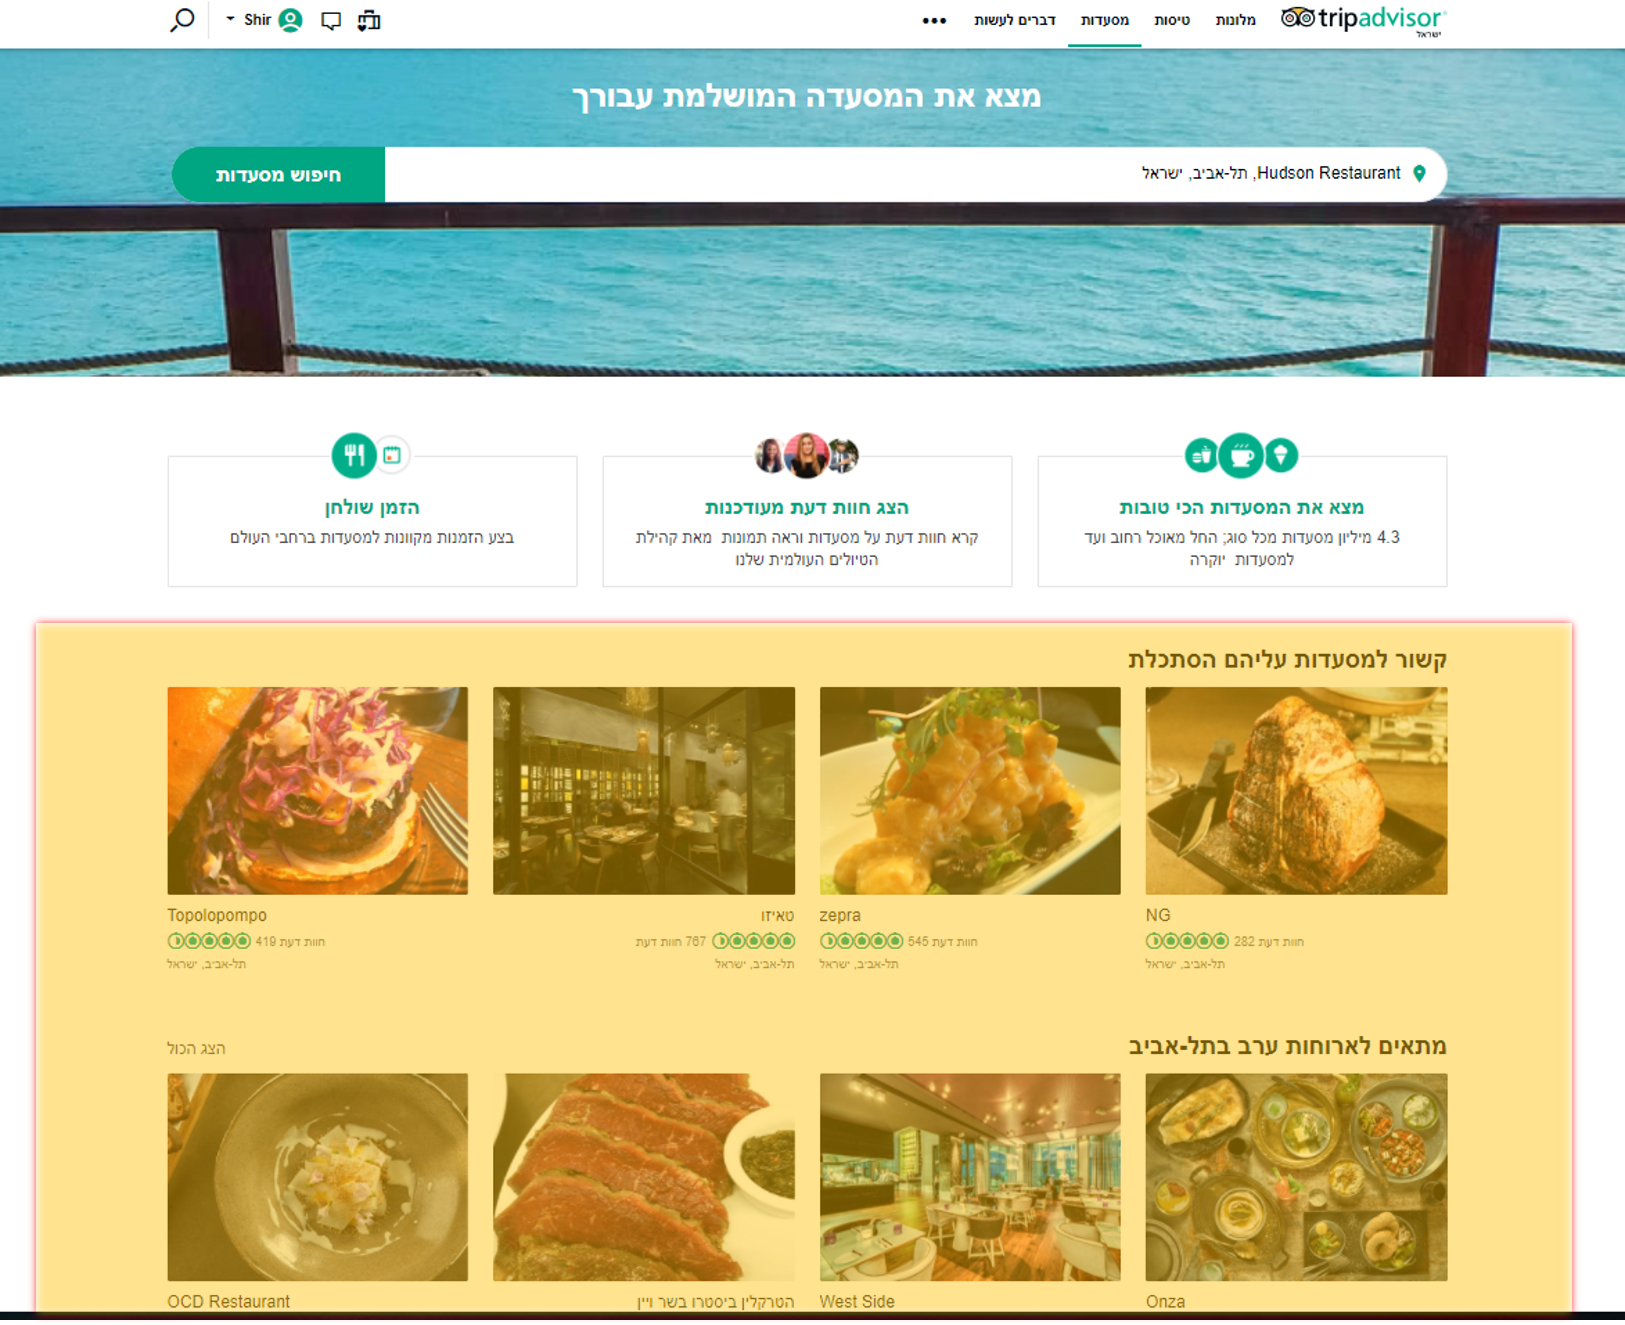 tripadvisor
ישראל
מלונות
טיסות
מסעדות
דברים לעשות
•••
Shir
מצא את המסעדה המושלמת עבורך
Hudson Restaurant, תל-אביב, ישראל
חיפוש מסעדות
מצא את המסעדות הכי טובות
4.3 מיליון מסעדות מכל סוג; החל מאוכל רחוב ועד
למסעדות יוקרה
הצג חוות דעת מעודכנות
קרא חוות דעת על מסעדות וראה תמונות מאת קהילת
הטיולים העולמית שלנו
הזמן שולחן
בצע הזמנות מקוונות למסעדות ברחבי העולם
קשור למסעדות עליהם הסתכלת
NG
282 חוות דעת
תל-אביב, ישראל
zepra
545 חוות דעת
תל-אביב, ישראל
טאיזו
767 חוות דעת
תל-אביב, ישראל
Topolopompo
419 חוות דעת
תל-אביב, ישראל
מתאים לארוחות ערב בתל-אביב
הצג הכול
Onza
West Side
הטרקלין ביסטרו בשר ויין
OCD Restaurant